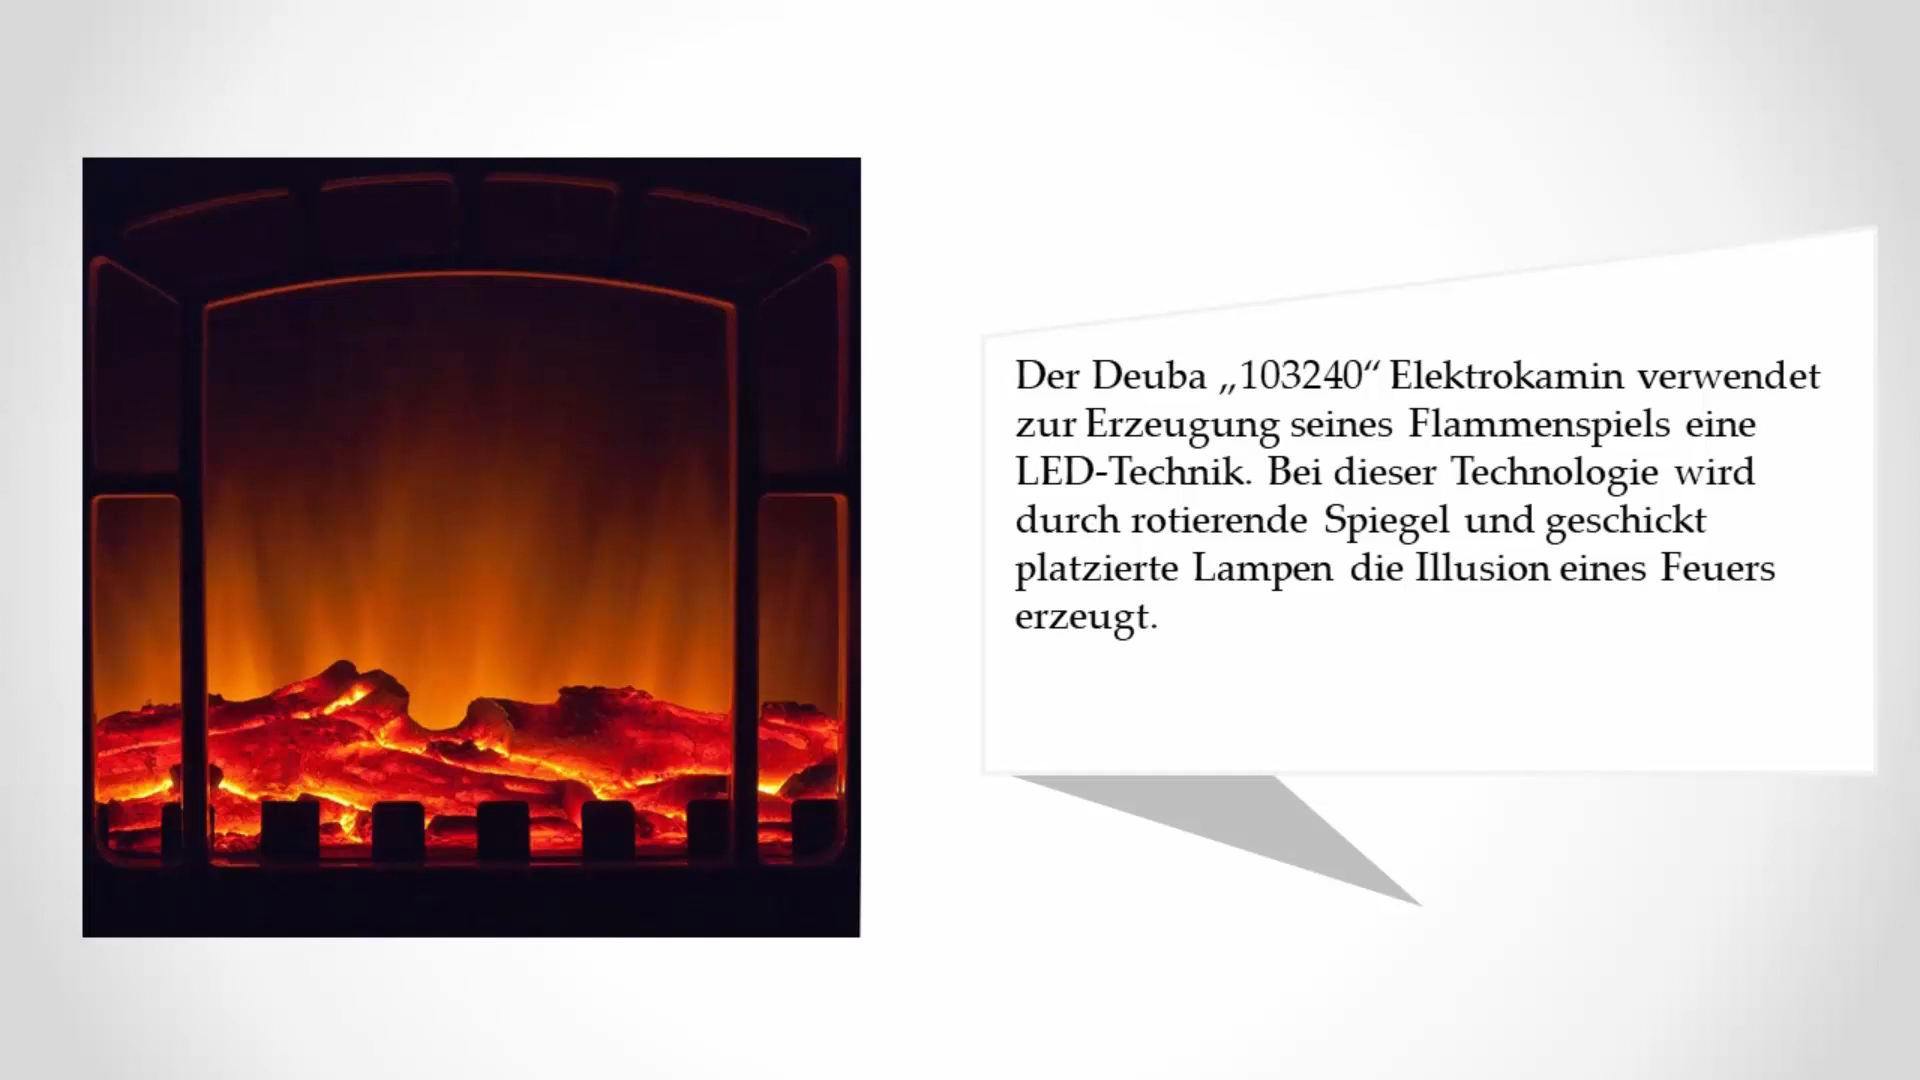 Der Deuba „103240“ Elektrokamin verwendet
zur Erzeugung seines Flammenspiels eine
LED-Technik. Bei dieser Technologie wird
durch rotierende Spiegel und geschickt
platzierte Lampen die Illusion eines Feuers
erzeugt.